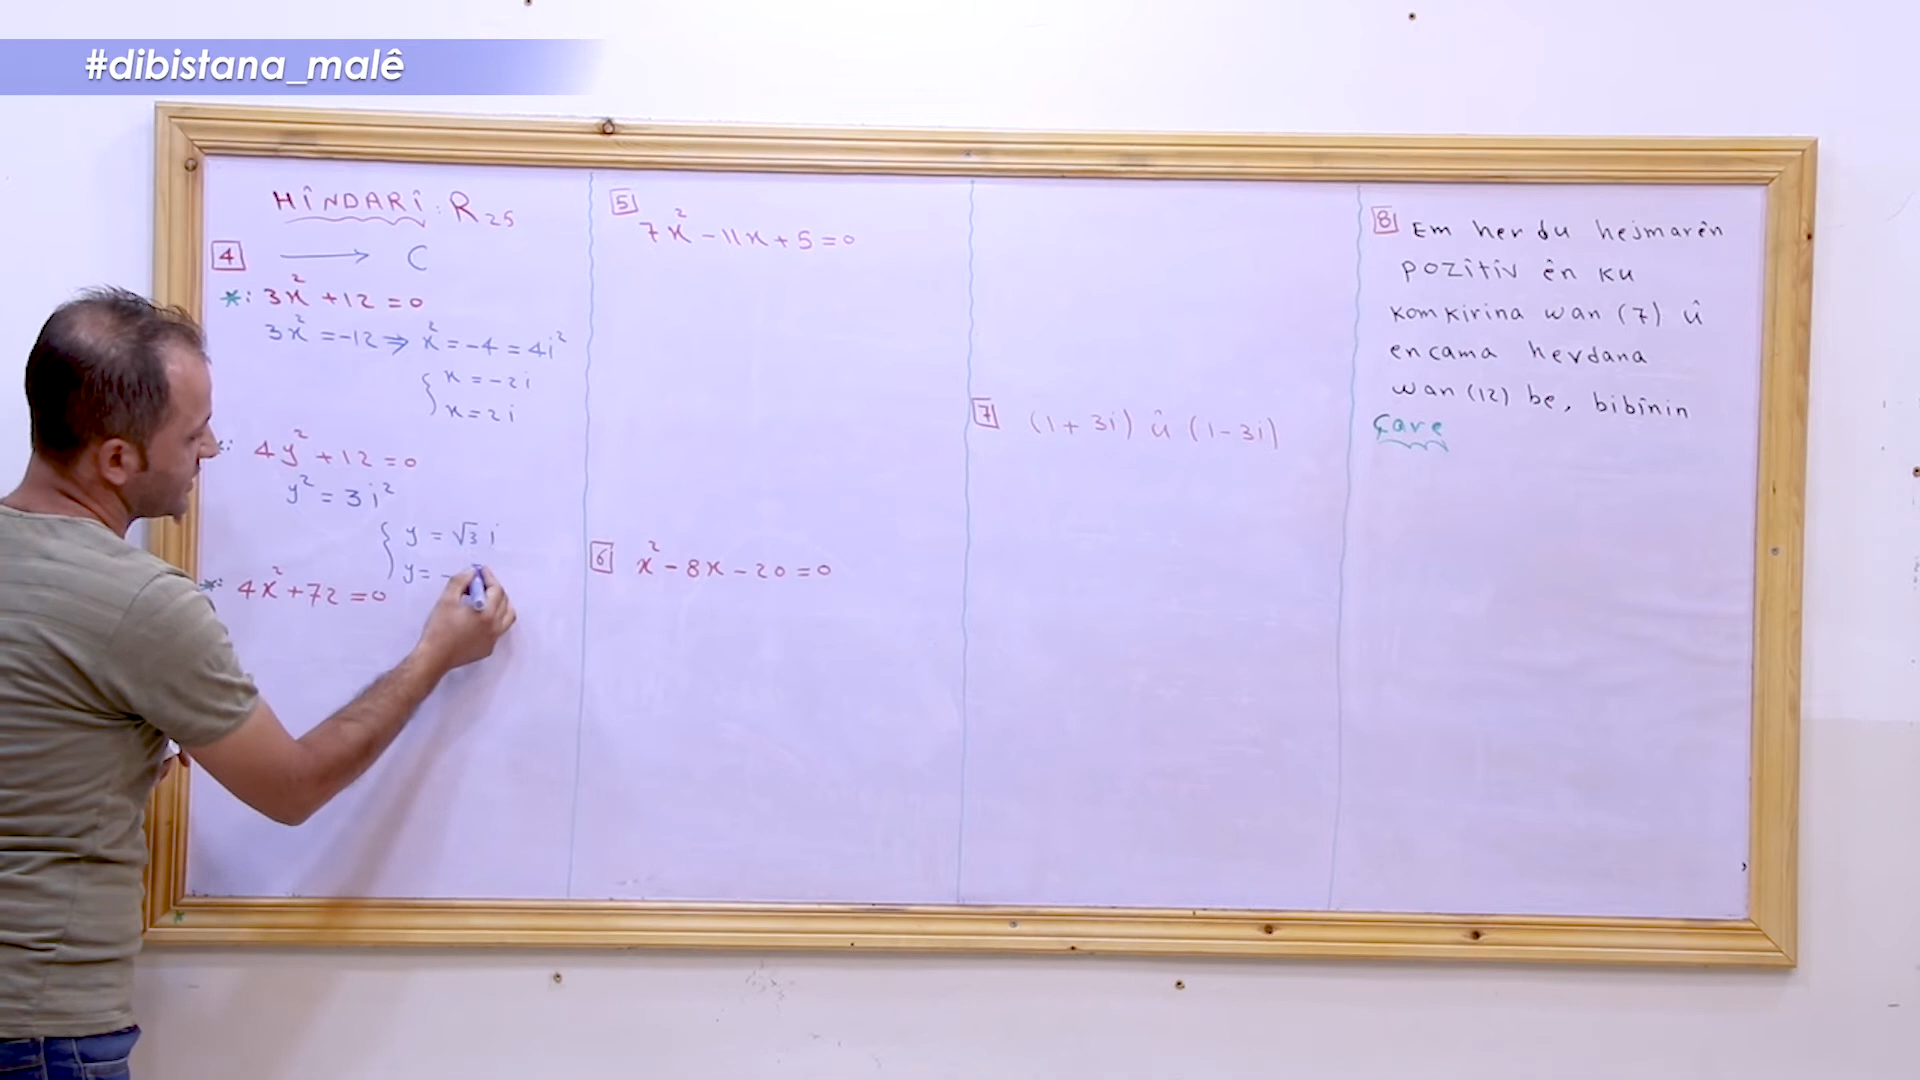 #dibistana_malê
HÎNDARÎ: R25
4 ⟶ C
*: 3x² + 12 = 0
3x² = -12 ⇒ x² = -4 = 4i²
{ x = -2i
x = 2i
: 4y² + 12 = 0
y² = 3i²
{ y = √3 i
y = -
*: 4x² + 72 = 0
5
7x² - 11x + 5 = 0
6 x² - 8x - 20 = 0
7 (1 + 3i) û (1 - 3i)
8 Em herdu hejmarên
pozîtîv ên ku
komkirina wan (7) û
encama hevdana
wan (12) be, bibînin
Çare